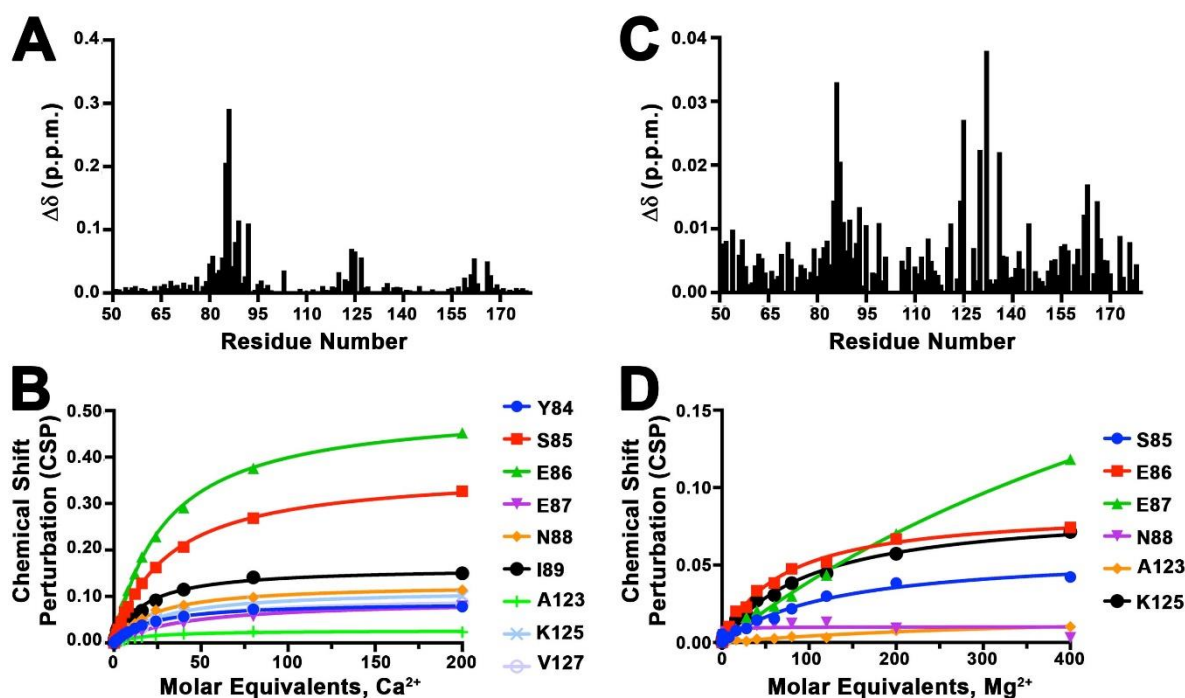 A
Δδ (p.p.m.)
0.4
0.3
0.2
0.1
0.0
50 65 80 95 110 125 140 155 170
Residue Number
C
Δδ (p.p.m.)
0.04
0.03
0.02
0.01
0.00
50 65 80 95 110 125 140 155 170
Residue Number
B
Chemical Shift
Perturbation (CSP)
0.50
0.40
0.30
0.20
0.10
0.00
0 50 100 150 200
Molar Equivalents, Ca²⁺
Y84
S85
E86
E87
N88
I89
A123
K125
V127
D
Chemical Shift
Perturbation (CSP)
0.15
0.10
0.05
0.00
0 100 200 300 400
Molar Equivalents, Mg²⁺
S85
E86
E87
N88
A123
K125